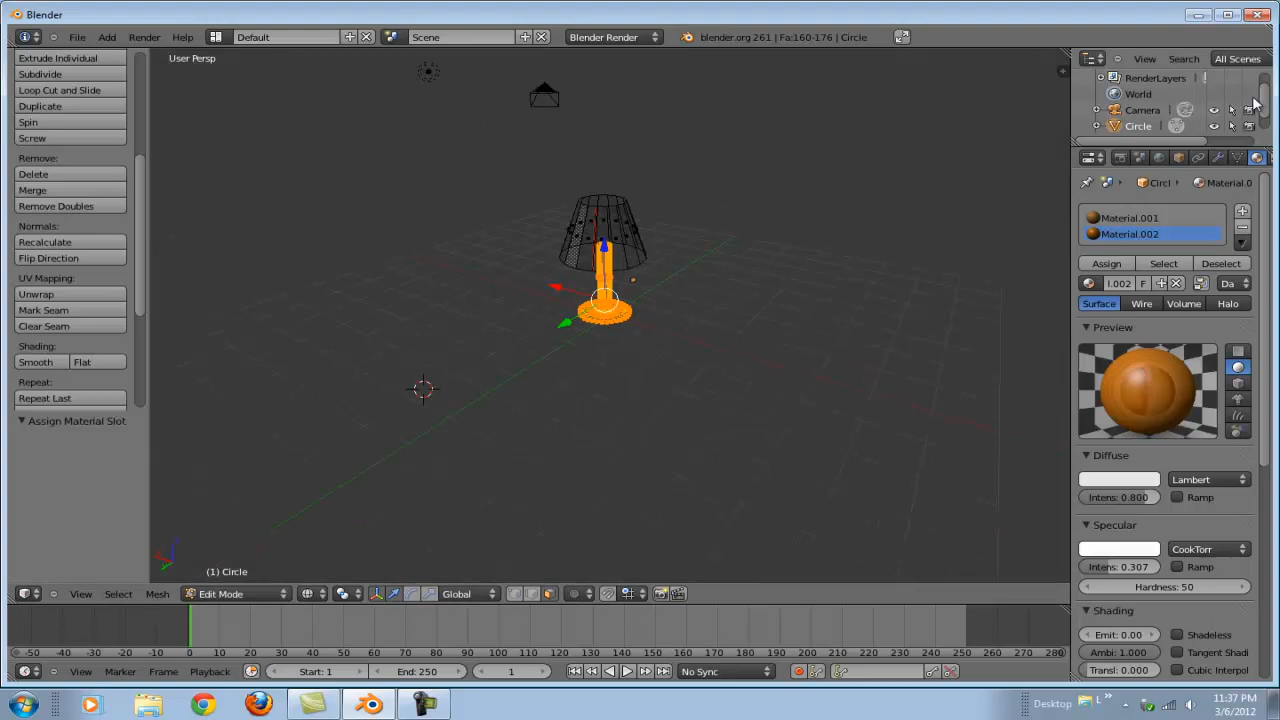 Blender
File Add Render Help Default Scene Blender Render blender.org 261 | Fa:160-176 | Circle
Extrude Individual
Subdivide
Loop Cut and Slide
Duplicate
Spin
Screw
Remove:
Delete
Merge
Remove Doubles
Normals:
Recalculate
Flip Direction
UV Mapping:
Unwrap
Mark Seam
Clear Seam
Shading:
Smooth Flat
Repeat:
Repeat Last
Assign Material Slot
User Persp
(1) Circle
View Select Mesh Edit Mode Global
-50 -40 -30 -20 -10 0 10 20 30 40 50 60 70 80 90 100 110 120 130 140 150 160 170 180 190 200 210 220 230 240 250 260 270 280
View Marker Frame Playback Start: 1 End: 250 1 No Sync
View Search All Scenes
RenderLayers
World
Camera
Circle
Circl Material.0
Material.001
Material.002
Assign Select Deselect
I.002 F Da
Surface Wire Volume Halo
Preview
Diffuse
Lambert
Intens: 0.800 Ramp
Specular
CookTorr
Intens: 0.307 Ramp
Hardness: 50
Shading
Emit: 0.00 Shadeless
Ambi: 1.000 Tangent Shadi
Transl: 0.000 Cubic Interpol
Desktop L
11:37 PM
3/6/2012